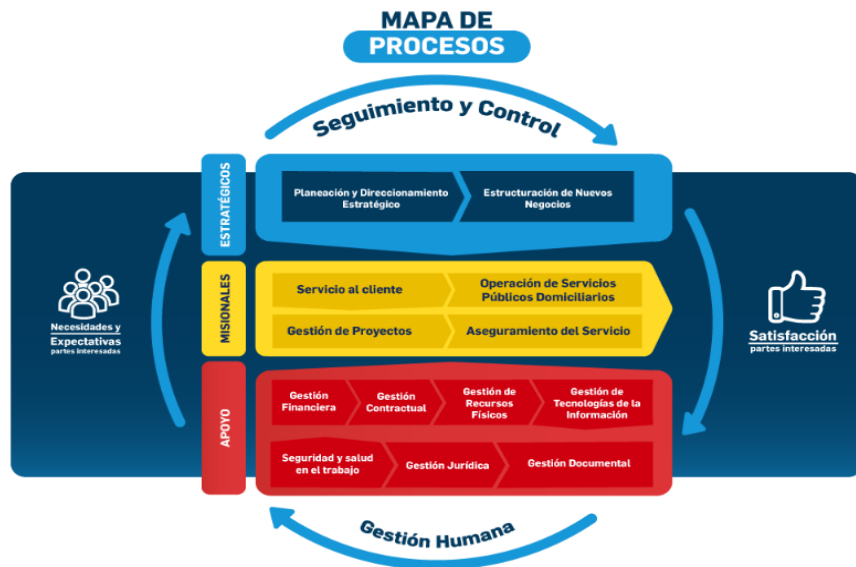 MAPA DE
PROCESOS
Seguimiento y Control
ESTRATÉGICOS
Planeación y Direccionamiento
Estratégico
Estructuración de Nuevos
Negocios
Necesidades y
Expectativas
partes interesadas
MISIONALES
Servicio al cliente
Operación de Servicios
Públicos Domiciliarios
Gestión de Proyectos
Aseguramiento del Servicio
Satisfacción
partes interesadas
APOYO
Gestión
Financiera
Gestión
Contractual
Gestión de
Recursos
Físicos
Gestión de
Tecnologías de la
Información
Seguridad y salud
en el trabajo
Gestión Jurídica
Gestión Documental
Gestión Humana